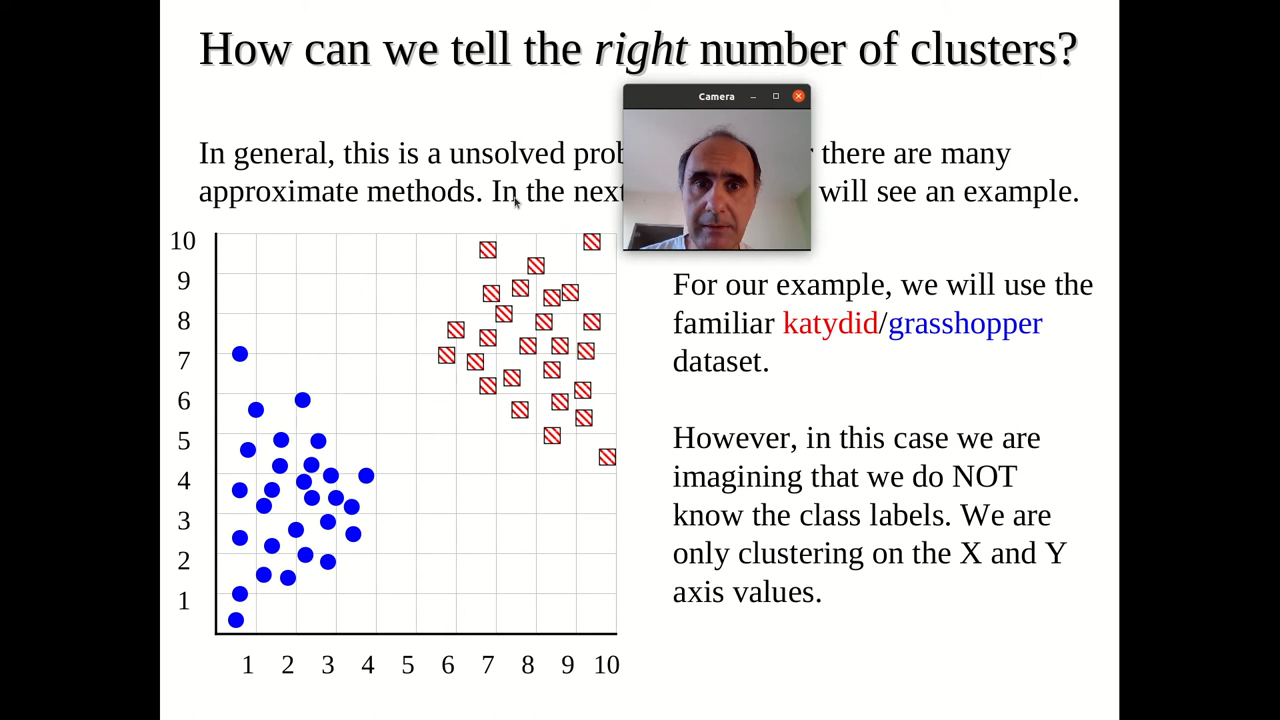 How can we tell the right number of clusters?
Camera
In general, this is a unsolved prob there are many
approximate methods. In the next will see an example.
10
9
8
7
6
5
4
3
2
1
1 2 3 4 5 6 7 8 9 10
For our example, we will use the
familiar katydid/grasshopper
dataset.
However, in this case we are
imagining that we do NOT
know the class labels. We are
only clustering on the X and Y
axis values.